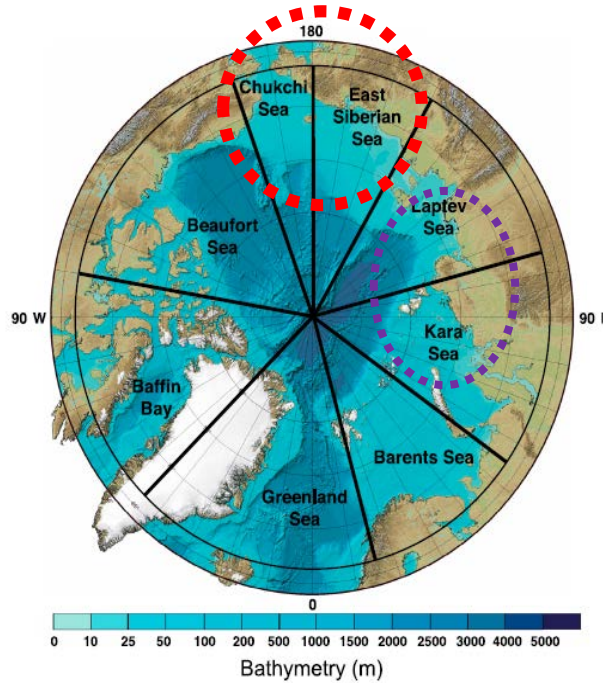 180
Chukchi
Sea
East
Siberian
Sea
Laptev
Sea
Beaufort
Sea
90 W
90
Kara
Sea
Baffin
Bay
Barents Sea
Greenland
Sea
0
0 10 25 50 100 200 500 1000 1500 2000 2500 3000 4000 5000
Bathymetry (m)